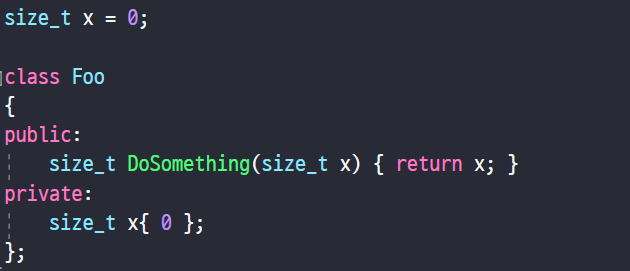 size_t x = 0;
class Foo
{
public:
size_t DoSomething(size_t x) { return x; }
private:
size_t x{ 0 };
};